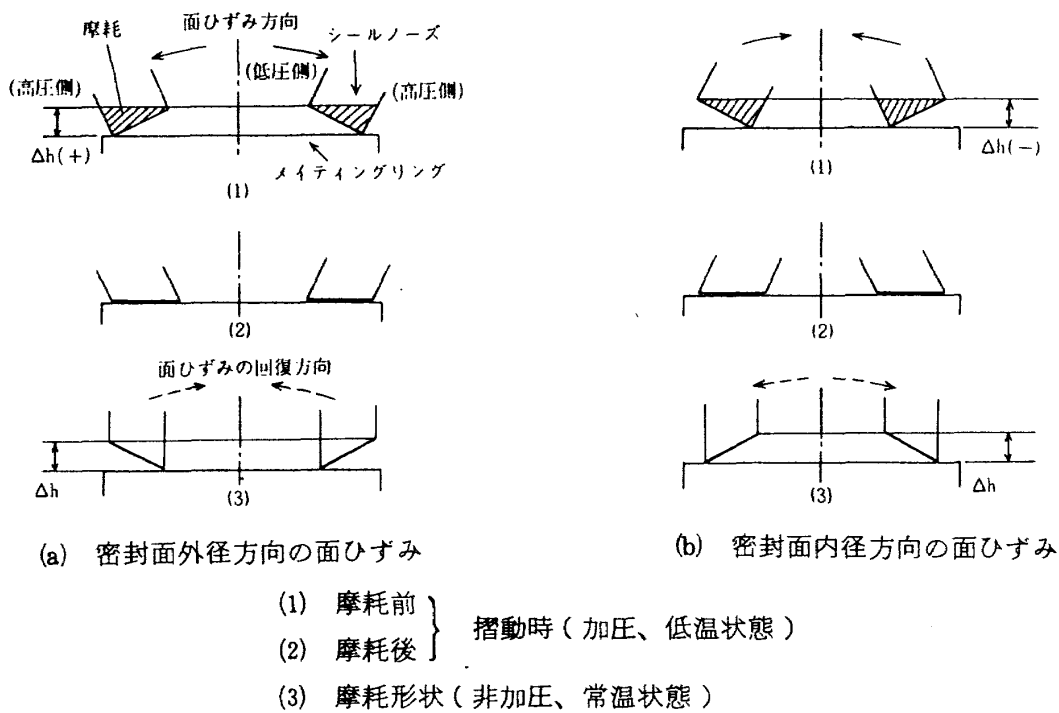 摩耗
面ひずみ方向
シールノーズ
(高圧側)
(低圧側)
(高圧側)
Δh(+)
メイティングリング
(1)
(2)
面ひずみの回復方向
Δh
(3)
(a) 密封面外径方向の面ひずみ
Δh(−)
(1)
(2)
Δh
(3)
(b) 密封面内径方向の面ひずみ
(1) 摩耗前
(2) 摩耗後
摺動時(加圧、低温状態)
(3) 摩耗形状(非加圧、常温状態)